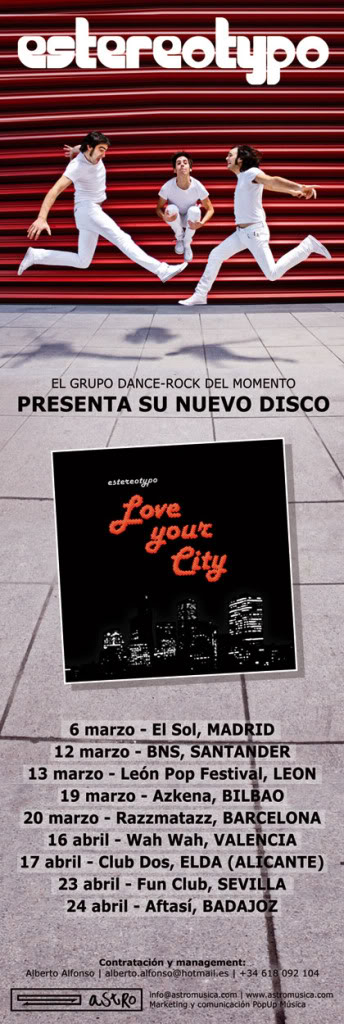 estereotypo
EL GRUPO DANCE-ROCK DEL MOMENTO
PRESENTA SU NUEVO DISCO
estereotypo
Love
your
City
6 marzo - El Sol, MADRID
12 marzo - BNS, SANTANDER
13 marzo - León Pop Festival, LEON
19 marzo - Azkena, BILBAO
20 marzo - Razzmatazz, BARCELONA
16 abril - Wah Wah, VALENCIA
17 abril - Club Dos, ELDA (ALICANTE)
23 abril - Fun Club, SEVILLA
24 abril - Aftasí, BADAJOZ
Contratación y management:
Alberto Alfonso | alberto.alfonso@hotmail.es | +34 618 092 104
astro
info@astromusica.com | www.astromusica.com
Marketing y comunicación PopUp Música